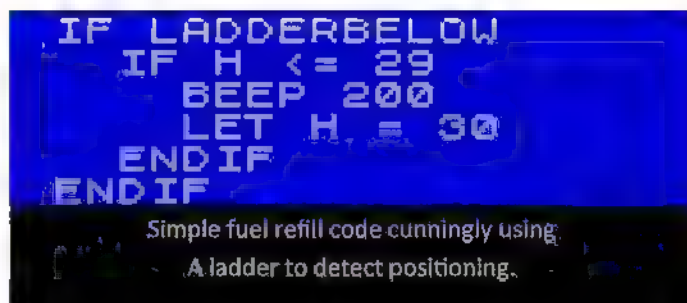 IF LADDERBELOW
IF H <= 29
BEEP 200
LET H = 30
ENDIF
ENDIF
Simple fuel refill code cunningly using
A ladder to detect positioning.